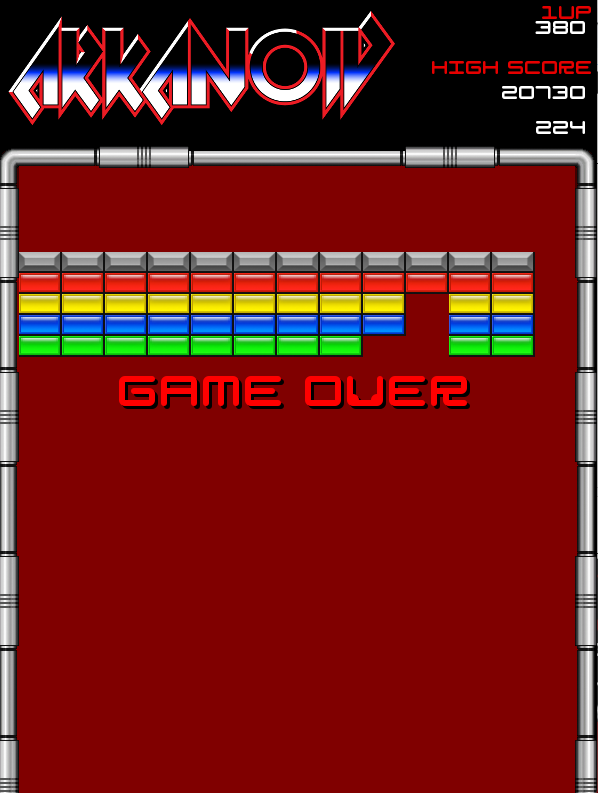 ARKANOID
1UP
380
HIGH SCORE
20730
224
GAME OVER